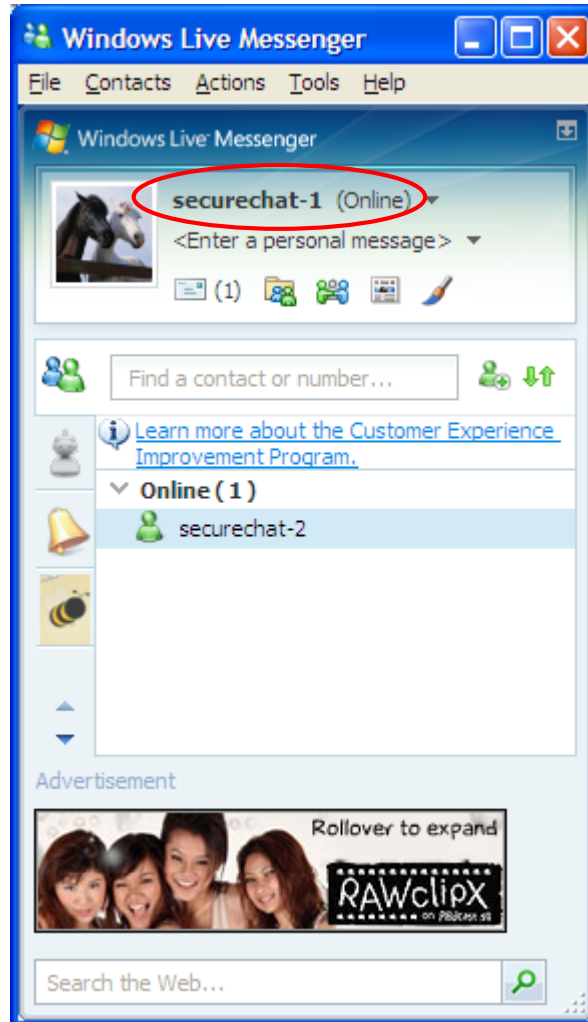 Windows Live Messenger
File Contacts Actions Tools Help
Windows Live Messenger
securechat-1 (Online)
<Enter a personal message>
(1)
Find a contact or number...
Learn more about the Customer Experience
Improvement Program.
Online (1)
securechat-2
Advertisement
Rollover to expand
RAWclipX
Search the Web...